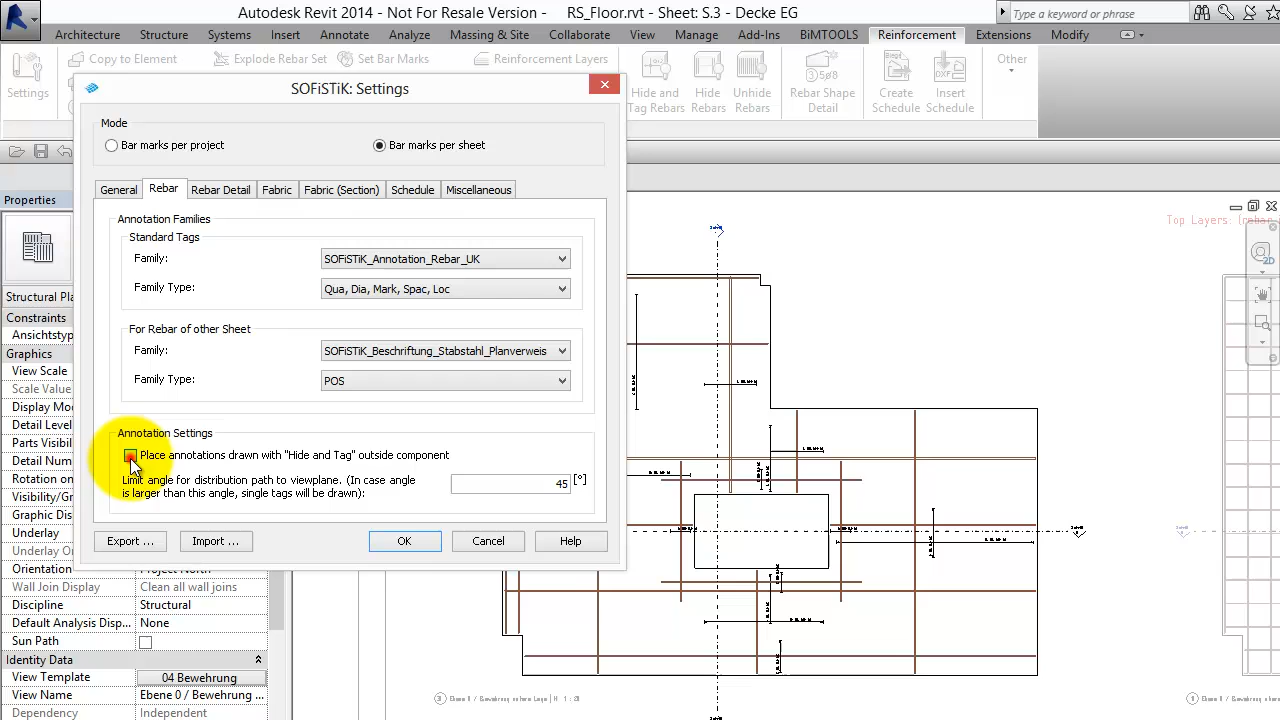 Autodesk Revit 2014 - Not For Resale Version - RS_Floor.rvt - Sheet: S.3 - Decke EG
Type a keyword or phrase
Architecture Structure Systems Insert Annotate Analyze Massing & Site Collaborate View Manage Add-Ins BiMTOOLS Reinforcement Extensions Modify
Copy to Element Explode Rebar Set Set Bar Marks Reinforcement Layers
Settings
Hide and Tag Rebars
Hide Rebars
Unhide Rebars
Rebar Shape Detail
Create Schedule
Insert Schedule
Other
SOFiSTiK: Settings
Mode
Bar marks per project Bar marks per sheet
General Rebar Rebar Detail Fabric Fabric (Section) Schedule Miscellaneous
Annotation Families
Standard Tags
Family: SOFiSTiK_Annotation_Rebar_UK
Family Type: Qua, Dia, Mark, Spac, Loc
For Rebar of other Sheet
Family: SOFiSTiK_Beschriftung_Stabstahl_Planverweis
Family Type: POS
Annotation Settings
Place annotations drawn with "Hide and Tag" outside component
Limit angle for distribution path to viewplane. (In case angle
is larger than this angle, single tags will be drawn): 45 [°]
Export ... Import ... OK Cancel Help
Properties
Structural Pla
Constraints
Ansichtstyp
Graphics
View Scale
Scale Value
Display Mo
Detail Level
Parts Visibil
Detail Num
Rotation on
Visibility/Gr
Graphic Dis
Underlay
Underlay On
Orientation Project North
Wall Join Display Clean all wall joins
Discipline Structural
Default Analysis Disp... None
Sun Path
Identity Data
View Template 04 Bewehrung
View Name Ebene 0 / Bewehrung ...
Dependency Independent
Top Layers: (rebar
2D